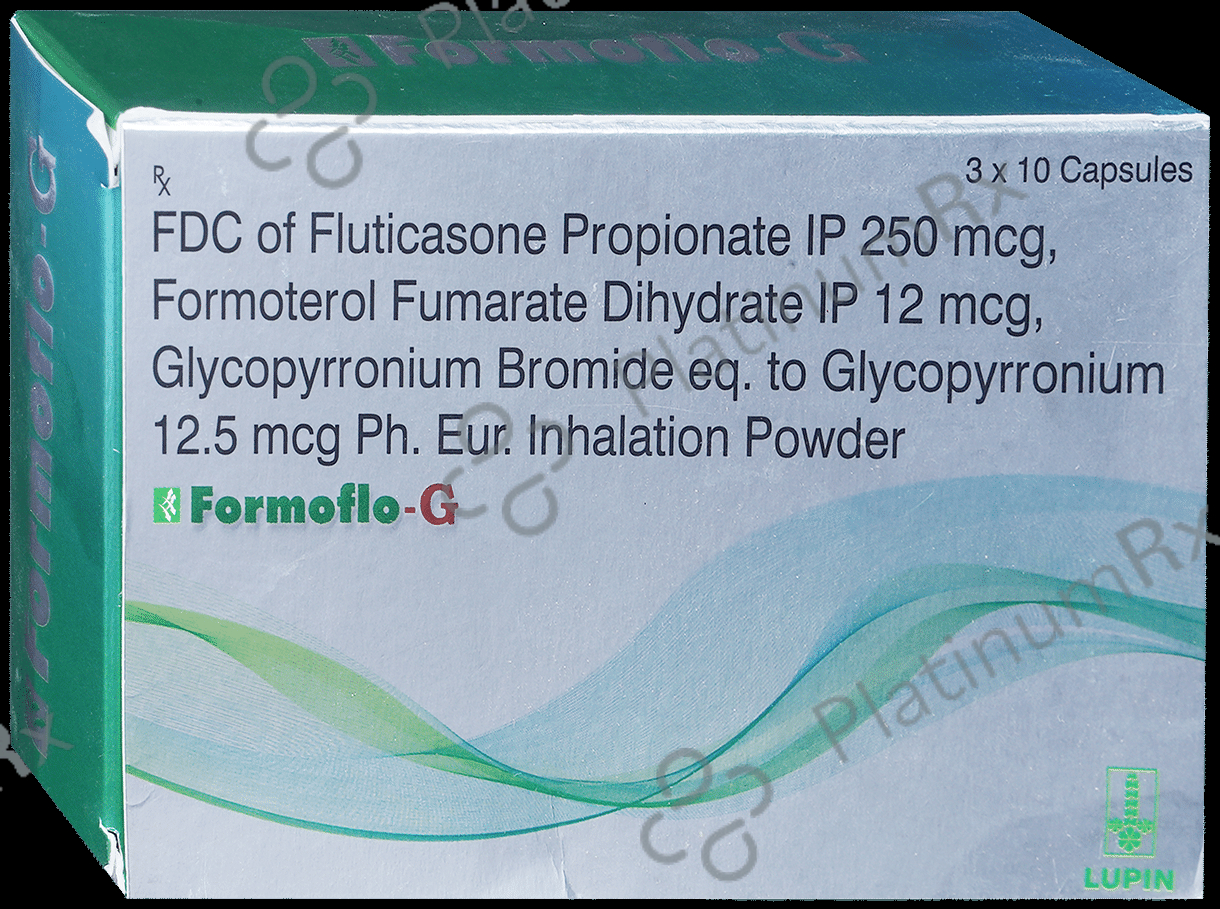 Formoflo-G
Formoflo-G
Rx
3 x 10 Capsules
FDC of Fluticasone Propionate IP 250 mcg,
Formoterol Fumarate Dihydrate IP 12 mcg,
Glycopyrronium Bromide eq. to Glycopyrronium
12.5 mcg Ph. Eur. Inhalation Powder
Formoflo-G
LUPIN
PlatinumRx
PlatinumRx